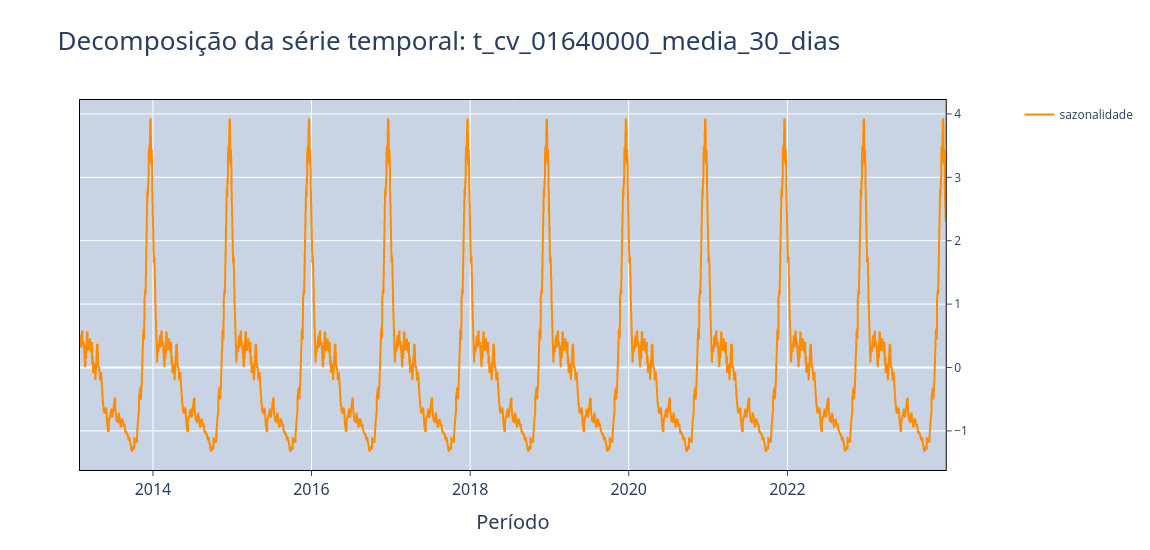 Decomposição da série temporal: t_cv_01640000_media_30_dias
sazonalidade
4
3
2
1
0
−1
2014 2016 2018 2020 2022
Período